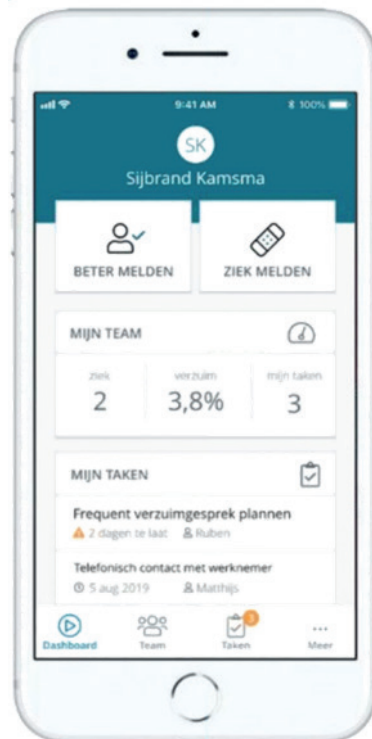 9:41 AM
100%
SK
Sijbrand Kamsma
BETER MELDEN
ZIEK MELDEN
MIJN TEAM
ziek
verzuim
mijn taken
2
3,8%
3
MIJN TAKEN
Frequent verzuimgesprek plannen
2 dagen te laat
Ruben
Telefonisch contact met werknemer
5 aug 2019
Matthijs
3
Dashboard
Team
Taken
Meer